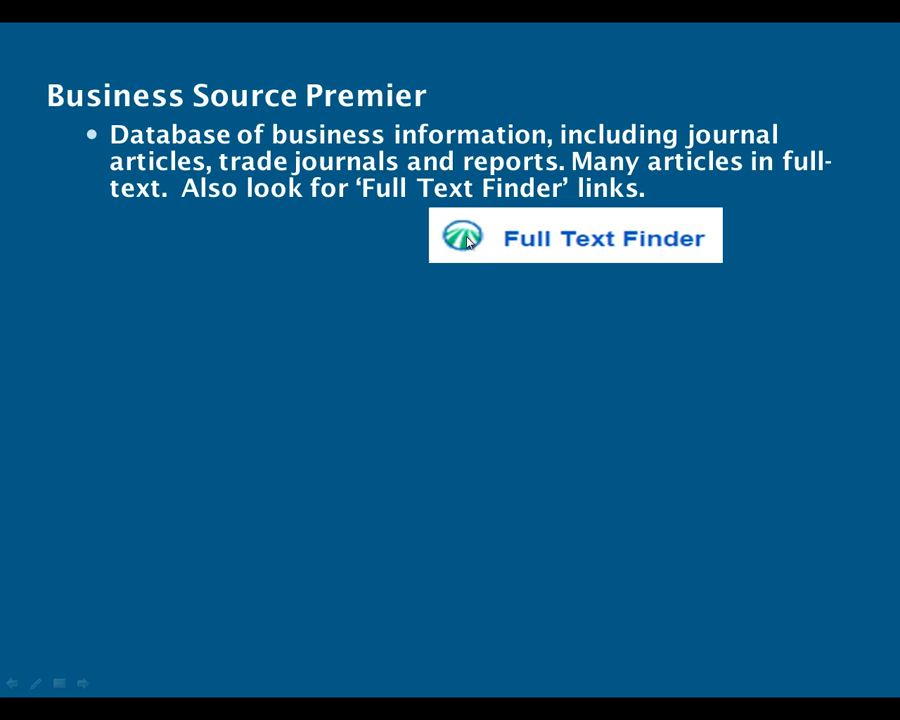 Business Source Premier
• Database of business information, including journal
articles, trade journals and reports. Many articles in full-
text.  Also look for ‘Full Text Finder’ links.
Full Text Finder